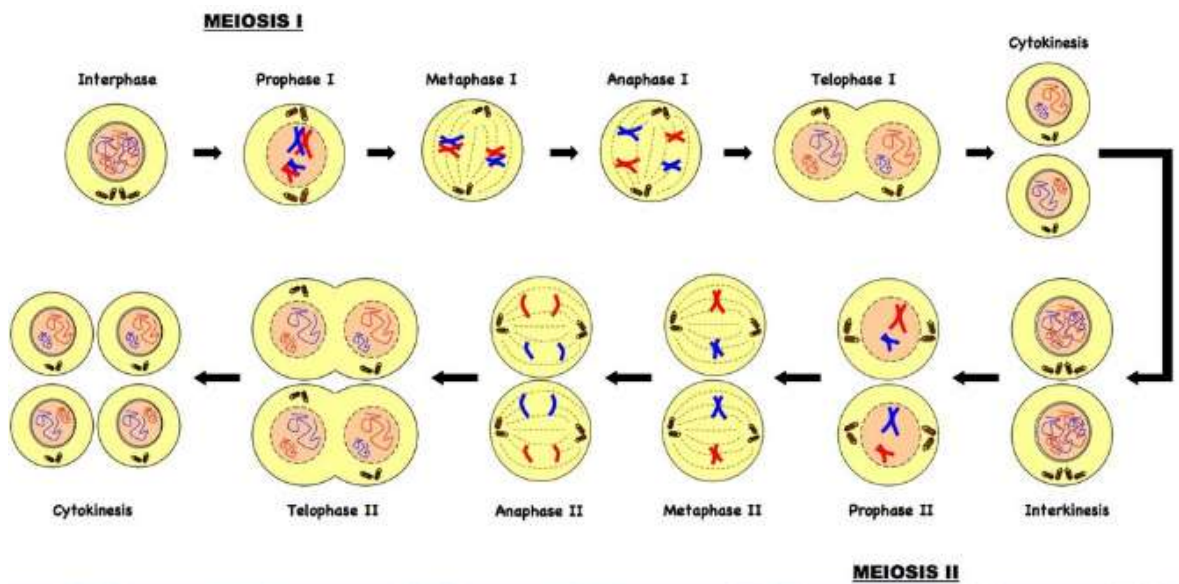 MEIOSIS I
Interphase
Prophase I
Metaphase I
Anaphase I
Telophase I
Cytokinesis
Cytokinesis
Telophase II
Anaphase II
Metaphase II
Prophase II
Interkinesis
MEIOSIS II